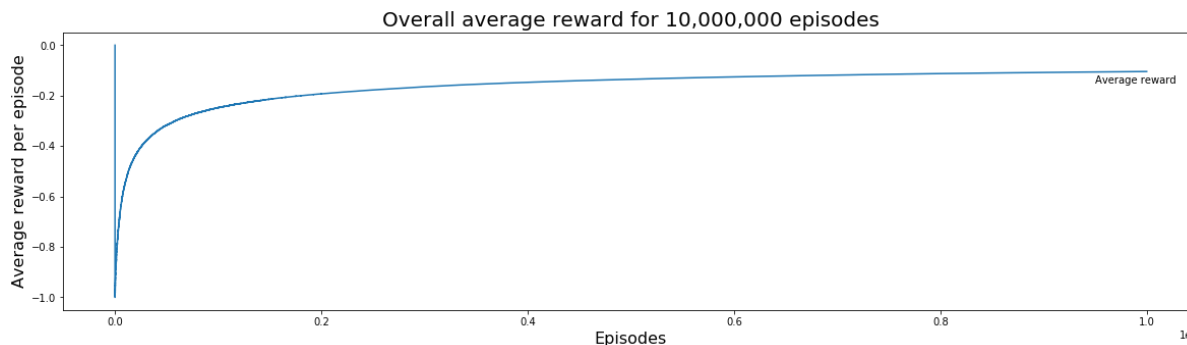 Overall average reward for 10,000,000 episodes
Average reward per episode
0.0
−0.2
−0.4
−0.6
−0.8
−1.0
Average reward
0.0 0.2 0.4 0.6 0.8 1.0
Episodes